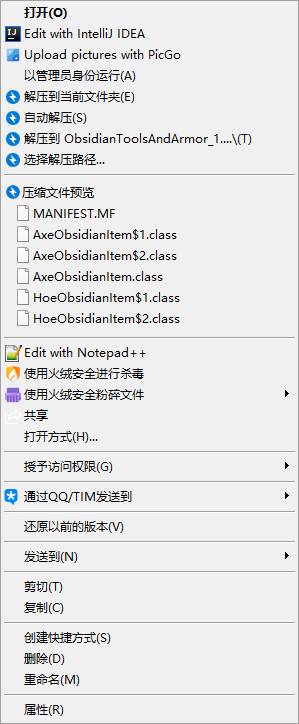 打开(O)
Edit with IntelliJ IDEA
Upload pictures with PicGo
以管理员身份运行(A)
解压到当前文件夹(E)
自动解压(S)
解压到 ObsidianToolsAndArmor_1....\(T)
选择解压路径...
压缩文件预览
MANIFEST.MF
AxeObsidianItem$1.class
AxeObsidianItem$2.class
AxeObsidianItem.class
HoeObsidianItem$1.class
HoeObsidianItem$2.class
Edit with Notepad++
使用火绒安全进行杀毒
使用火绒安全粉碎文件
共享
打开方式(H)...
授予访问权限(G)
通过QQ/TIM发送到
还原以前的版本(V)
发送到(N)
剪切(T)
复制(C)
创建快捷方式(S)
删除(D)
重命名(M)
属性(R)